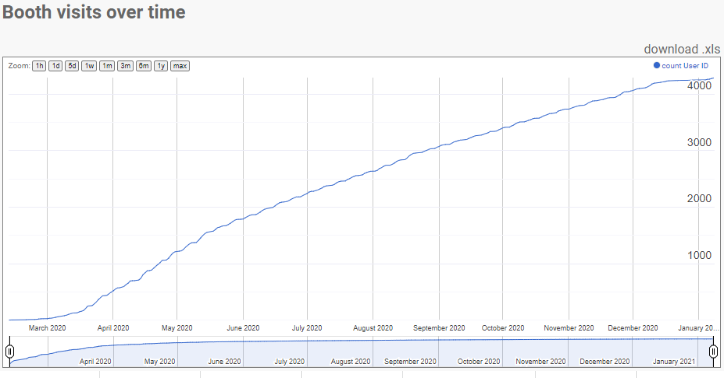 Booth visits over time
download .xls
Zoom: 1h 1d 5d 1w 1m 3m 6m 1y max
count User ID
4000
3000
2000
1000
March 2020 April 2020 May 2020 June 2020 July 2020 August 2020 September 2020 October 2020 November 2020 December 2020 January 20...
April 2020 May 2020 June 2020 July 2020 August 2020 September 2020 October 2020 November 2020 December 2020 January 2021